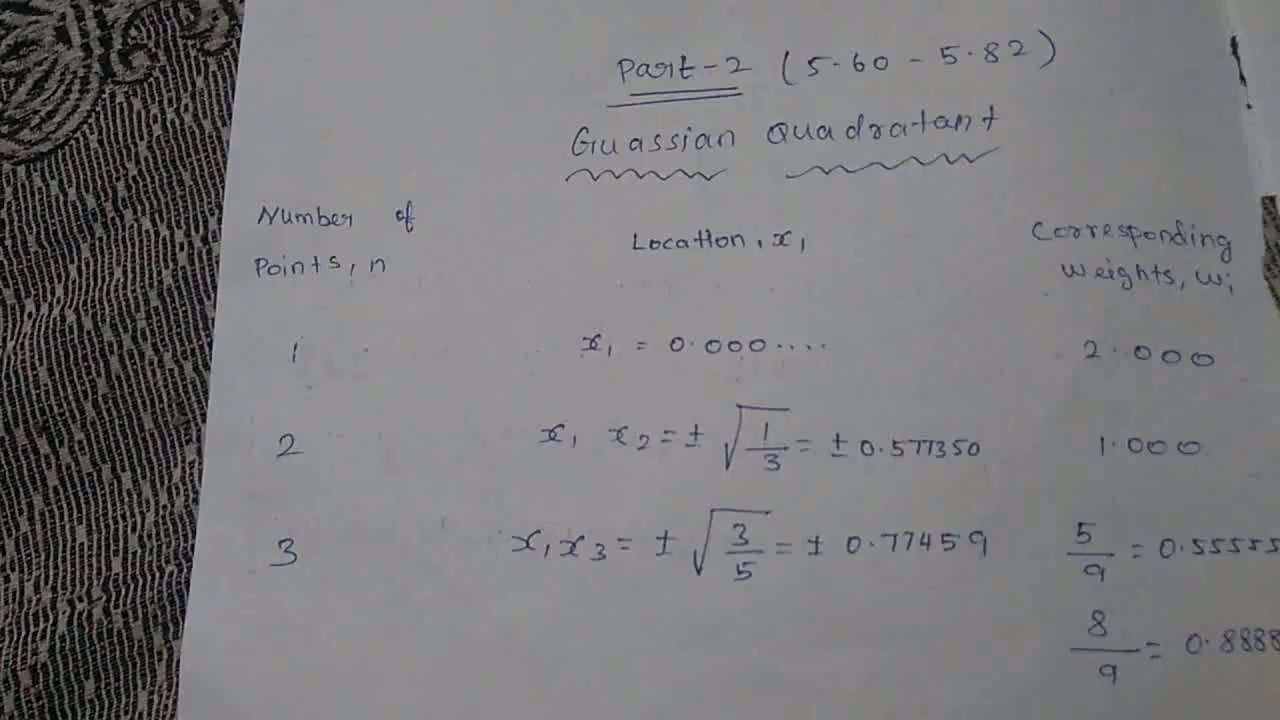 Part-2 (5.60 - 5.82)
Guassian Quadratant
Number of Points, n
Location, x₁
Corresponding Weights, wᵢ
1 x₁ = 0.000.... 2.000
2 x₁ x₂ = ± √(1/3) = ± 0.577350 1.000
3 x₁ x₃ = ± √(3/5) = ± 0.77459 5/9 = 0.55555
8/9 = 0.8888